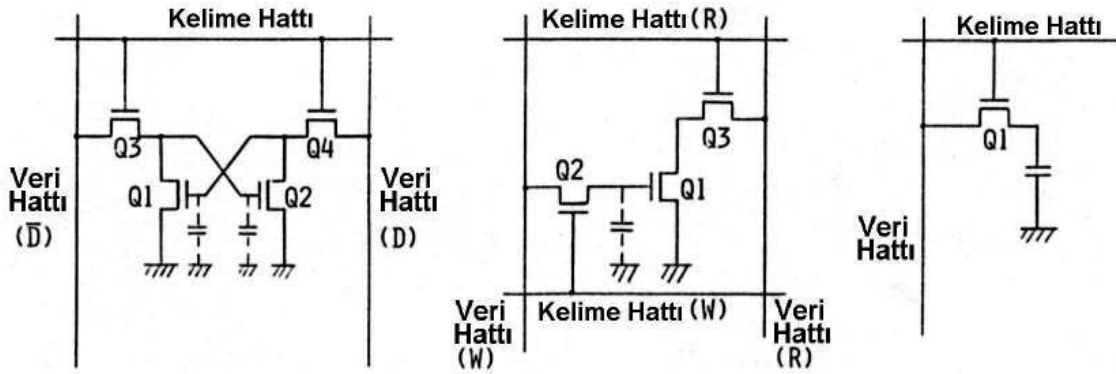 Kelime Hattı
Q3
Q4
Q1
Q2
Veri
Hattı
(D̅)
Veri
Hattı
(D)
Kelime Hattı (R)
Q3
Q2
Q1
Kelime Hattı (W)
Veri
Hattı
(W)
Veri
Hattı
(R)
Kelime Hattı
Q1
Veri
Hattı